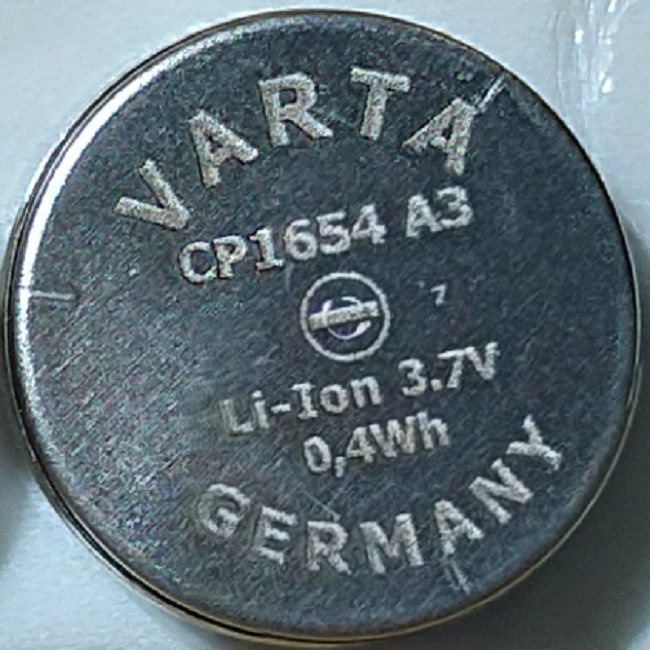 VARTA
CP1654 A3
7
Li-Ion 3.7V
0,4Wh
GERMANY